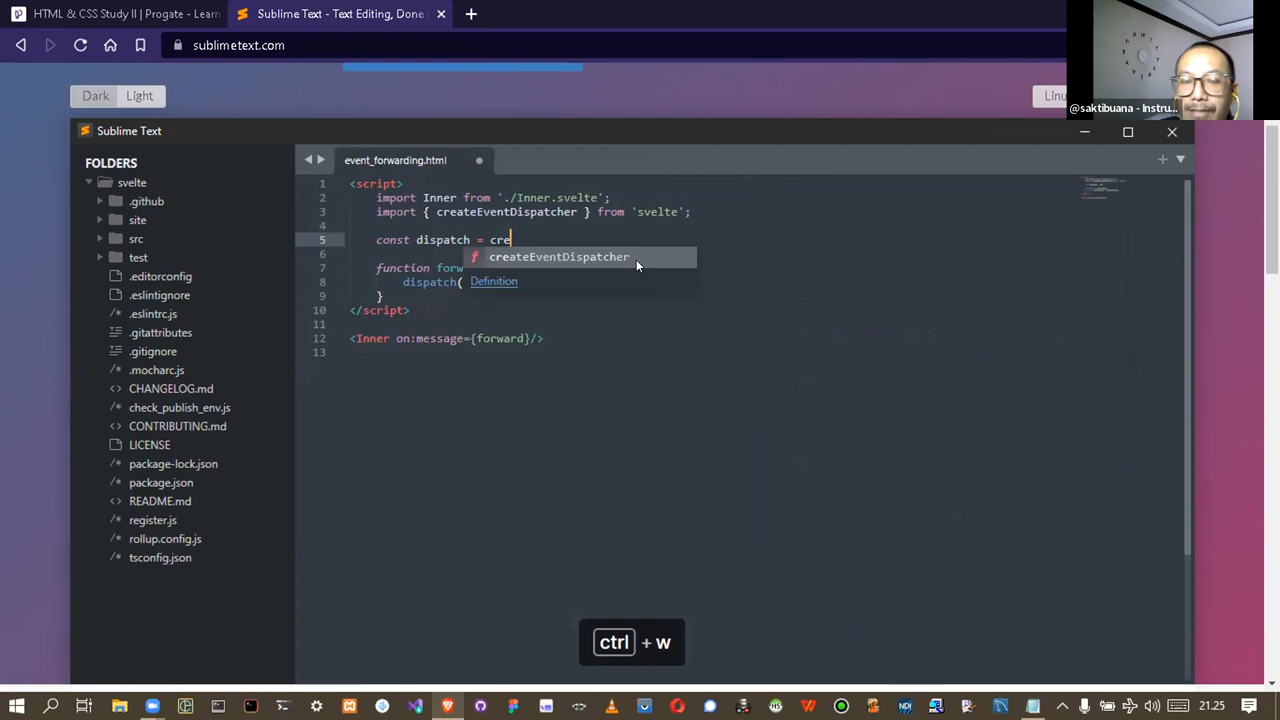 HTML & CSS Study II | Progate - Learn
Sublime Text - Text Editing, Done
sublimetext.com
Dark
Light
Linu
@saktibuana - Instru...
Sublime Text
FOLDERS
svelte
.github
site
src
test
.editorconfig
.eslintignore
.eslintrc.js
.gitattributes
.gitignore
.mocharc.js
CHANGELOG.md
check_publish_env.js
CONTRIBUTING.md
LICENSE
package-lock.json
package.json
README.md
register.js
rollup.config.js
tsconfig.json
event_forwarding.html
1 <script>
2 import Inner from './Inner.svelte';
3 import { createEventDispatcher } from 'svelte';
4
5 const dispatch = cre
6
7 function forw
8 dispatch(
9 }
10 </script>
11
12 <Inner on:message={forward}/>
13
f createEventDispatcher
Definition
ctrl + w
21.25